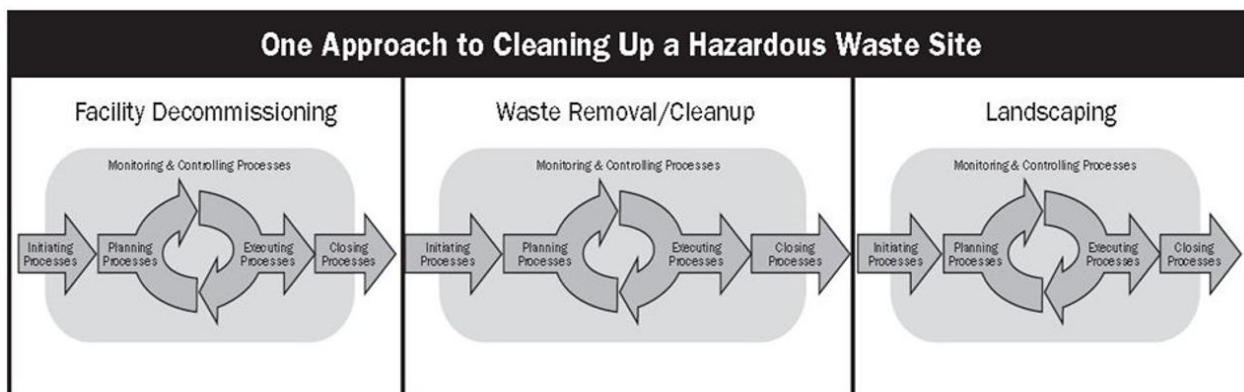 One Approach to Cleaning Up a Hazardous Waste Site
Facility Decommissioning
Monitoring & Controlling Processes
Initiating
Processes
Planning
Processes
Executing
Processes
Closing
Processes
Waste Removal/Cleanup
Monitoring & Controlling Processes
Initiating
Processes
Planning
Processes
Executing
Processes
Closing
Processes
Landscaping
Monitoring & Controlling Processes
Initiating
Processes
Planning
Processes
Executing
Processes
Closing
Processes